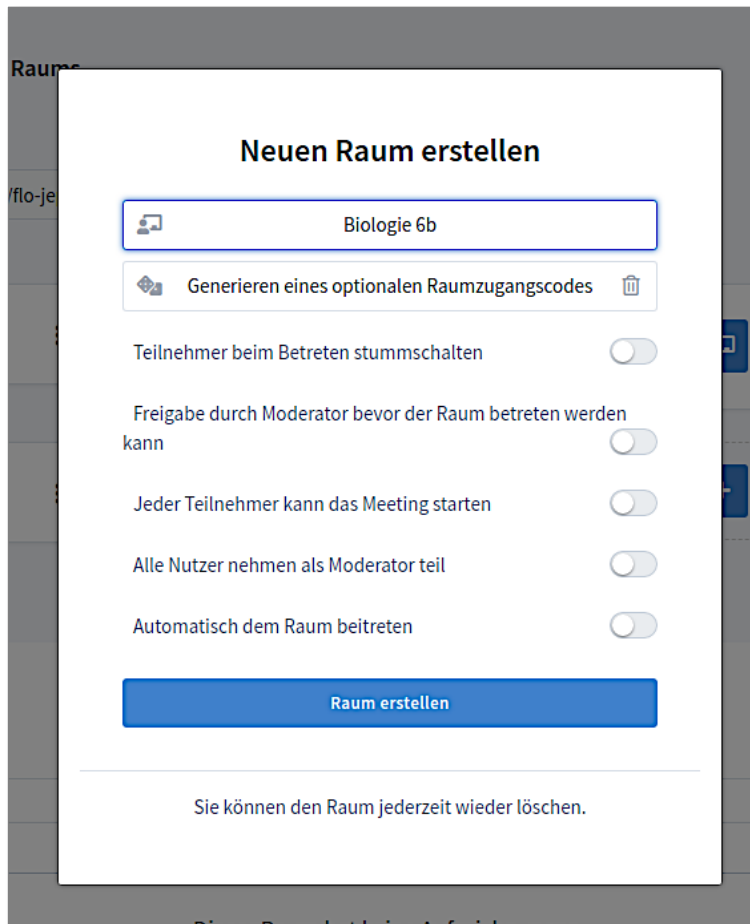 Raums
Neuen Raum erstellen
/flo-je
Biologie 6b
Generieren eines optionalen Raumzugangscodes
Teilnehmer beim Betreten stummschalten
Freigabe durch Moderator bevor der Raum betreten werden
kann
Jeder Teilnehmer kann das Meeting starten
Alle Nutzer nehmen als Moderator teil
Automatisch dem Raum beitreten
Raum erstellen
Sie können den Raum jederzeit wieder löschen.